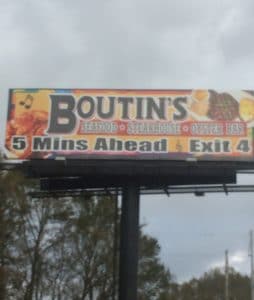 BOUTIN'S
SEAFOOD ★ STEAKHOUSE ★ OYSTER BAR
5 Mins Ahead Exit 4